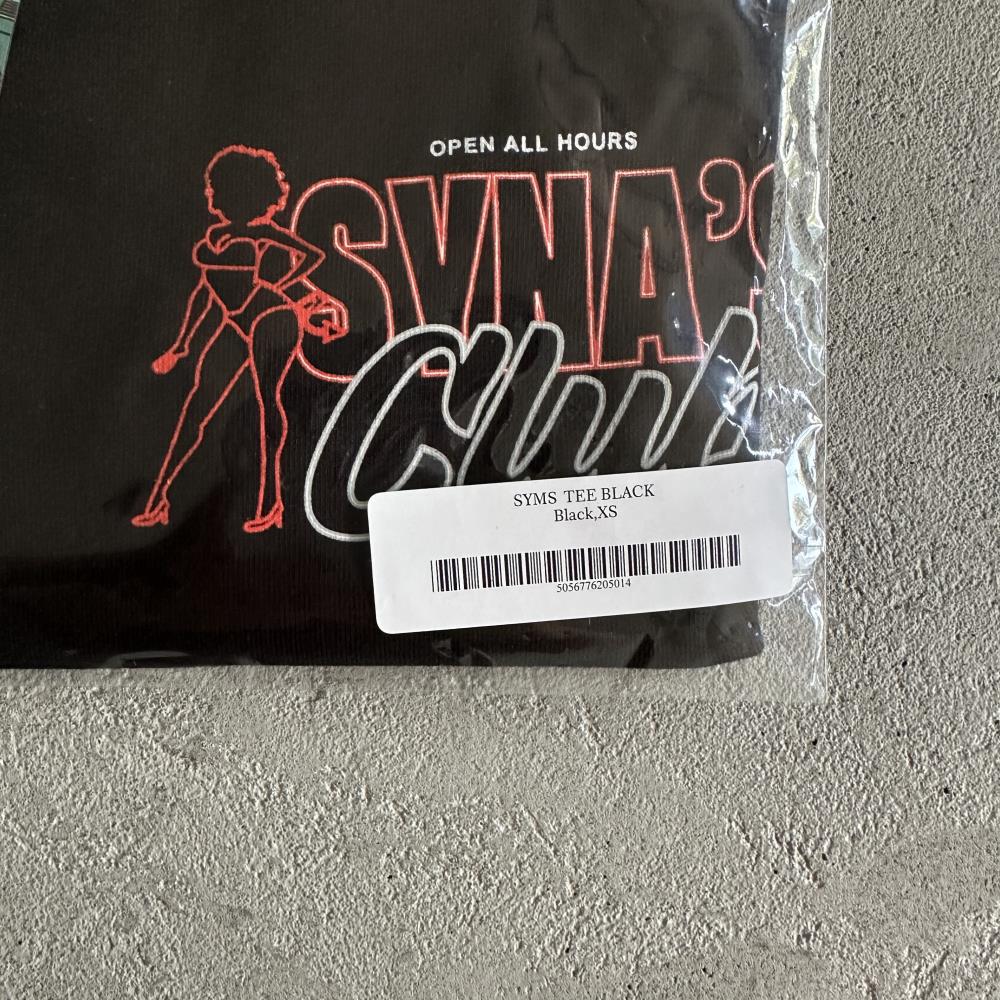 OPEN ALL HOURS
SYNA'S
Club
SYMS TEE BLACK
Black,XS
5056776205014